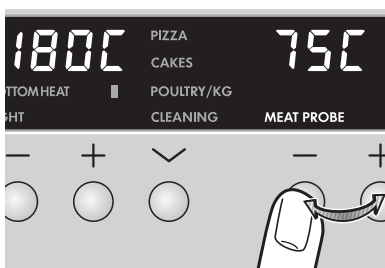 180C PIZZA 75C
CAKES
OTTOM HEAT POULTRY/KG
GHT CLEANING MEAT PROBE
− + − +